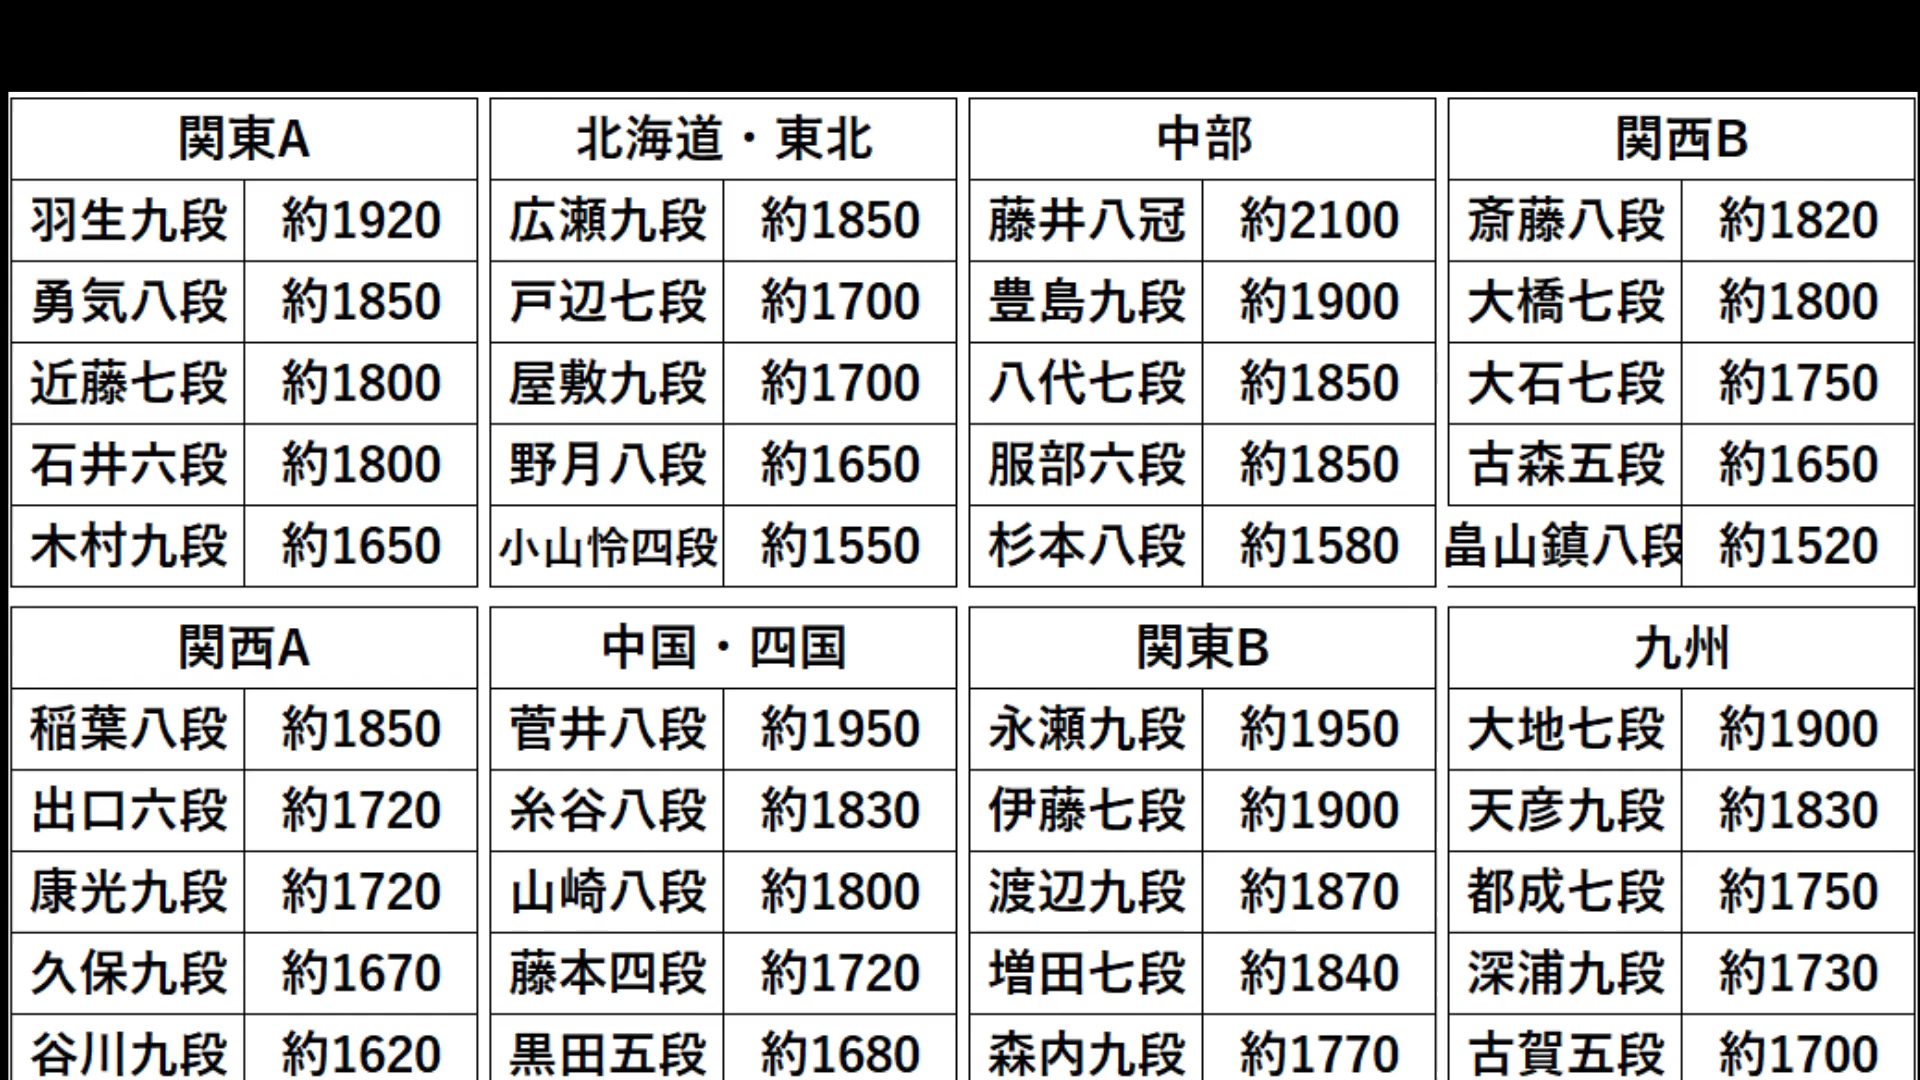 関東A
羽生九段 約1920
勇気八段 約1850
近藤七段 約1800
石井六段 約1800
木村九段 約1650
北海道・東北
広瀬九段 約1850
戸辺七段 約1700
屋敷九段 約1700
野月八段 約1650
小山怜四段 約1550
中部
藤井八冠 約2100
豊島九段 約1900
八代七段 約1850
服部六段 約1850
杉本八段 約1580
関西B
斎藤八段 約1820
大橋七段 約1800
大石七段 約1750
古森五段 約1650
畠山鎮八段 約1520
関西A
稲葉八段 約1850
出口六段 約1720
康光九段 約1720
久保九段 約1670
谷川九段 約1620
中国・四国
菅井八段 約1950
糸谷八段 約1830
山崎八段 約1800
藤本四段 約1720
黒田五段 約1680
関東B
永瀬九段 約1950
伊藤七段 約1900
渡辺九段 約1870
増田七段 約1840
森内九段 約1770
九州
大地七段 約1900
天彦九段 約1830
都成七段 約1750
深浦九段 約1730
古賀五段 約1700